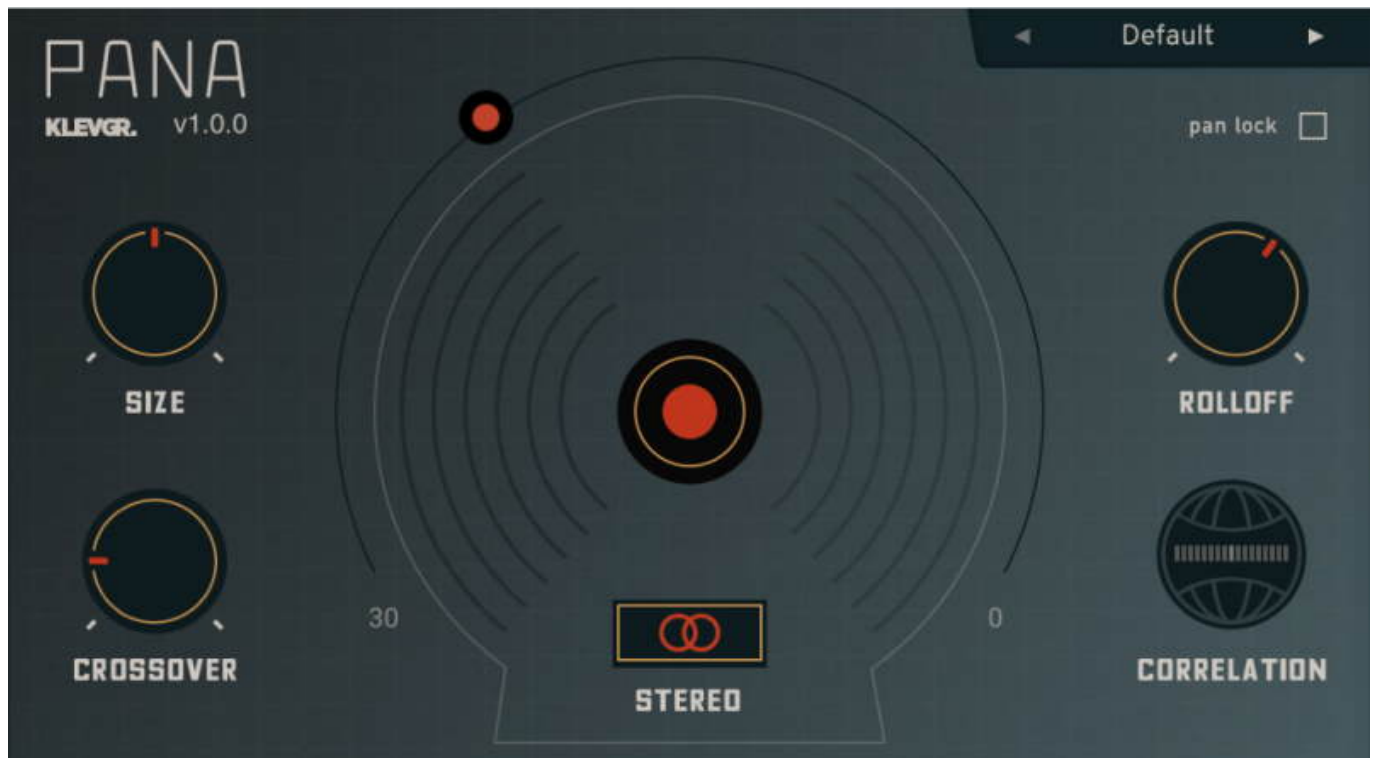 PANA
KLEVGR. v1.0.0
Default
pan lock
SIZE
ROLLOFF
30
0
CROSSOVER
STEREO
CORRELATION